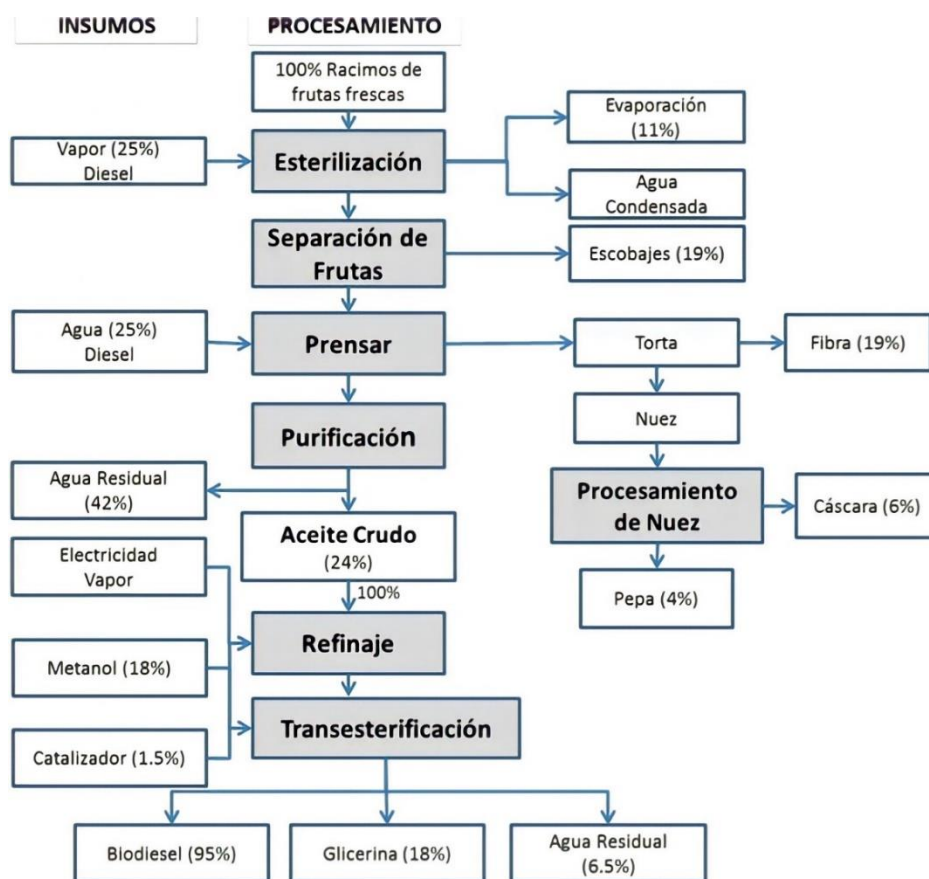 INSUMOS
PROCESAMIENTO
100% Racimos de
frutas frescas
Evaporación
(11%)
Vapor (25%)
Diesel
Esterilización
Agua
Condensada
Separación de
Frutas
Escobajes (19%)
Agua (25%)
Diesel
Prensar
Torta
Fibra (19%)
Nuez
Purificación
Agua Residual
(42%)
Procesamiento
de Nuez
Cáscara (6%)
Aceite Crudo
(24%)
Electricidad
Vapor
100%
Pepa (4%)
Refinaje
Metanol (18%)
Transesterificación
Catalizador (1.5%)
Biodiesel (95%)
Glicerina (18%)
Agua Residual
(6.5%)